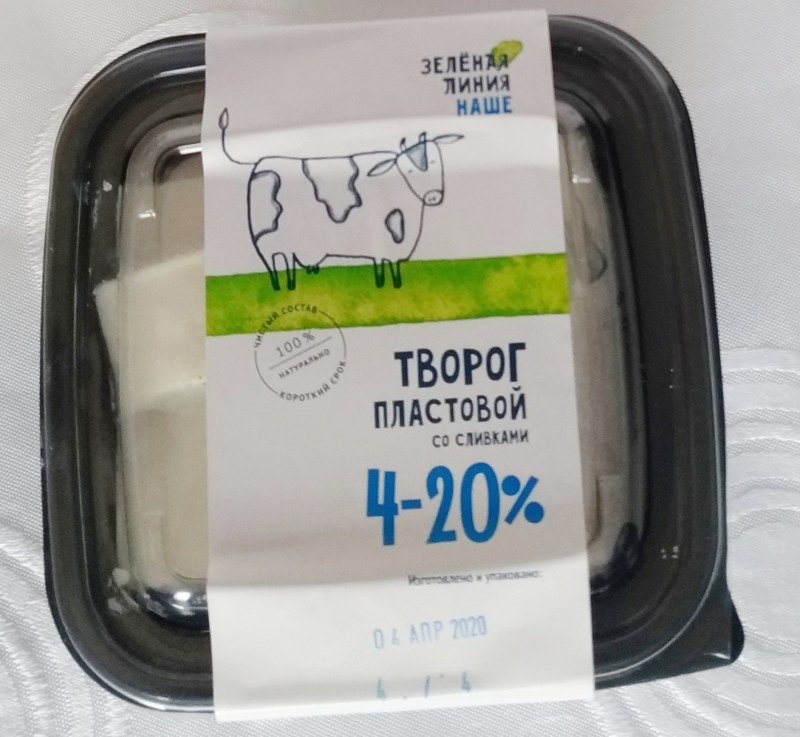 ЗЕЛЁНАЯ
ЛИНИЯ
НАШЕ
ЧИСТЫЙ СОСТАВ
100%
НАТУРАЛЬНО
КОРОТКИЙ СРОК
ТВОРОГ
ПЛАСТОВОЙ
СО СЛИВКАМИ
4-20%
Изготовлено и упаковано:
04 АПР 2020